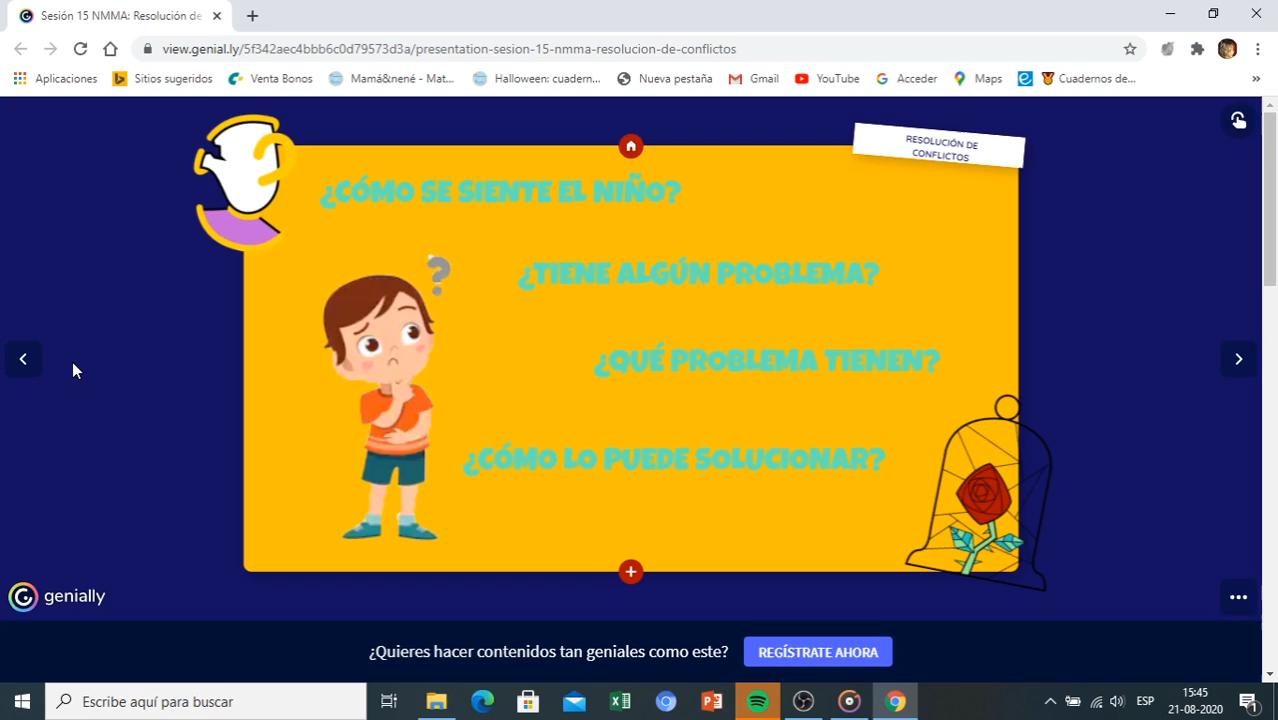 Sesión 15 NMMA: Resolución de
view.genial.ly/5f342aec4bbb6c0d79573d3a/presentation-sesion-15-nmma-resolucion-de-conflictos
Aplicaciones Sitios sugeridos Venta Bonos Mamá&nené - Mat... Halloween: cuadern... Nueva pestaña Gmail YouTube Acceder Maps Cuadernos de... »
RESOLUCIÓN DE
CONFLICTOS
¿CÓMO SE SIENTE EL NIÑO?
?
¿TIENE ALGÚN PROBLEMA?
¿QUÉ PROBLEMA TIENEN?
¿CÓMO LO PUEDE SOLUCIONAR?
genially
¿Quieres hacer contenidos tan geniales como este? REGÍSTRATE AHORA
Escribe aquí para buscar
ESP
15:45
21-08-2020
1